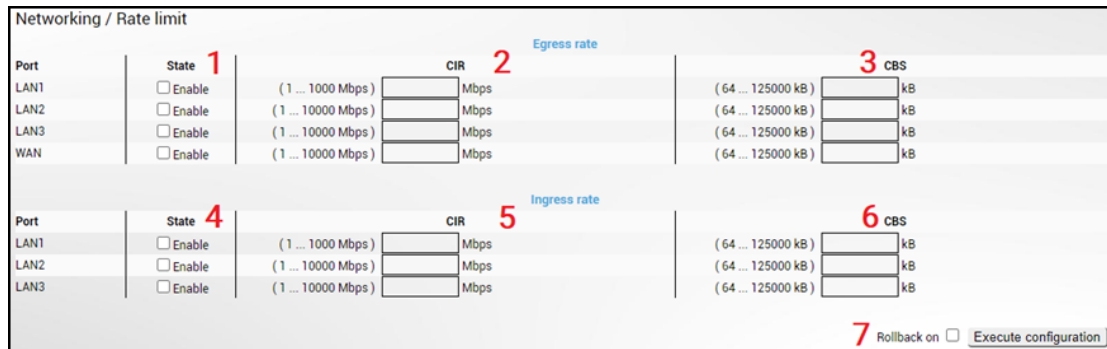 Networking / Rate limit
Egress rate
Port State 1 CIR 2 3 CBS
LAN1 Enable ( 1 ... 1000 Mbps ) Mbps ( 64 ... 125000 kB ) kB
LAN2 Enable ( 1 ... 10000 Mbps ) Mbps ( 64 ... 125000 kB ) kB
LAN3 Enable ( 1 ... 10000 Mbps ) Mbps ( 64 ... 125000 kB ) kB
WAN Enable ( 1 ... 10000 Mbps ) Mbps ( 64 ... 125000 kB ) kB
Ingress rate
Port State 4 CIR 5 6 CBS
LAN1 Enable ( 1 ... 1000 Mbps ) Mbps ( 64 ... 125000 kB ) kB
LAN2 Enable ( 1 ... 10000 Mbps ) Mbps ( 64 ... 125000 kB ) kB
LAN3 Enable ( 1 ... 10000 Mbps ) Mbps ( 64 ... 125000 kB ) kB
7 Rollback on Execute configuration